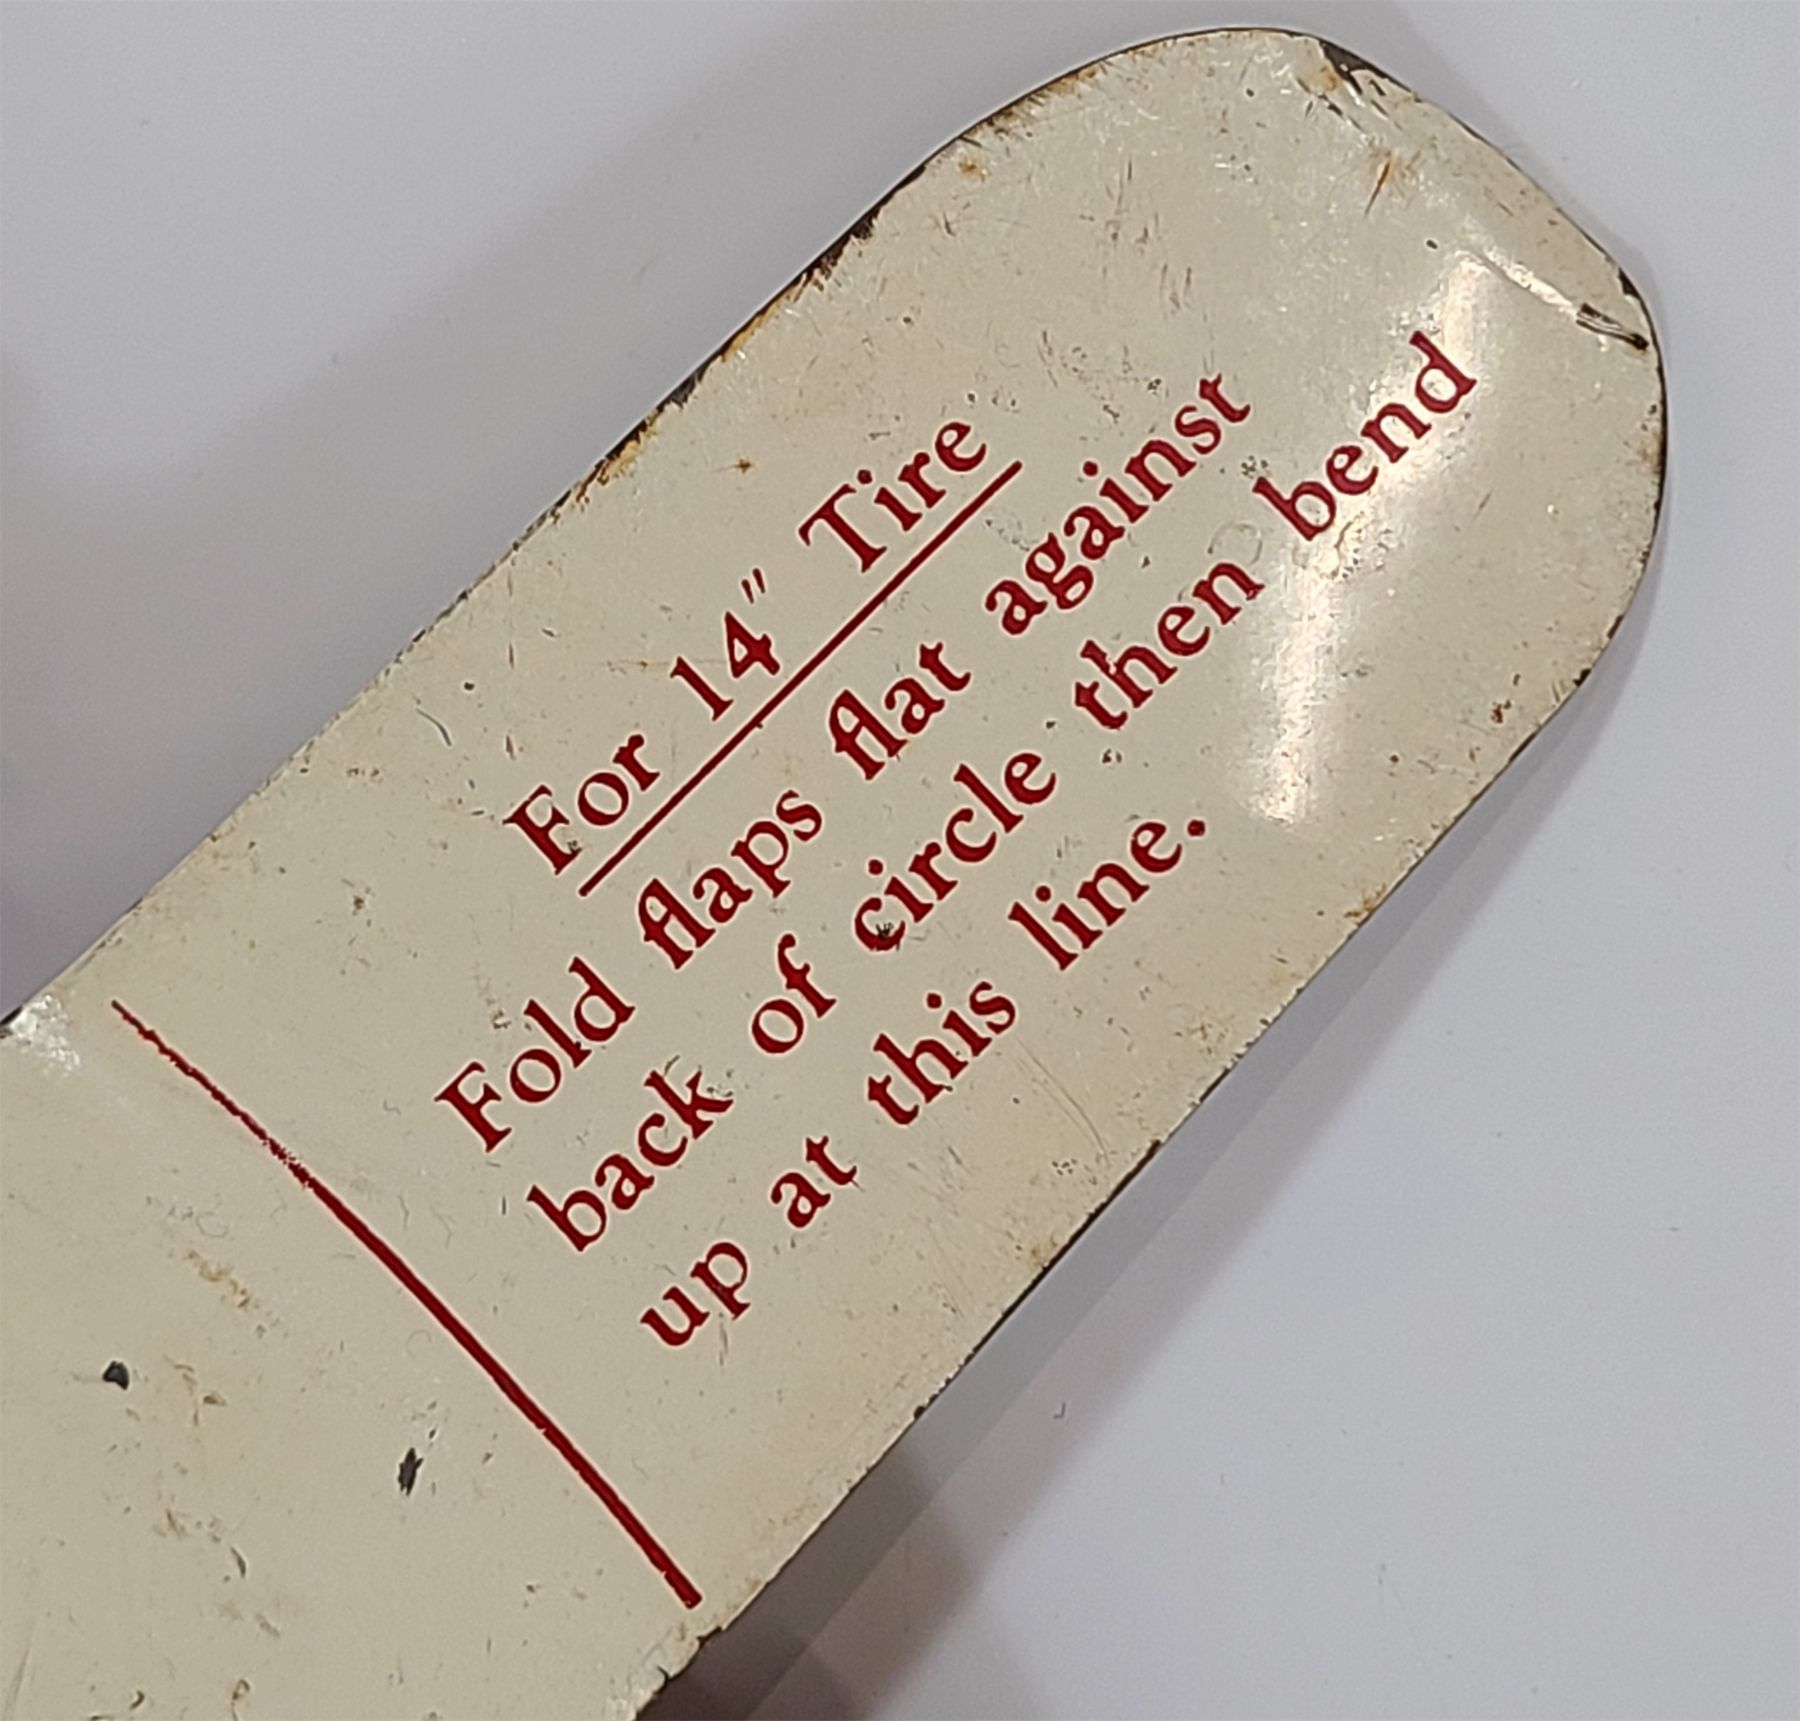 For 14" Tire
Fold flaps flat against
back of circle then bend
up at this line.